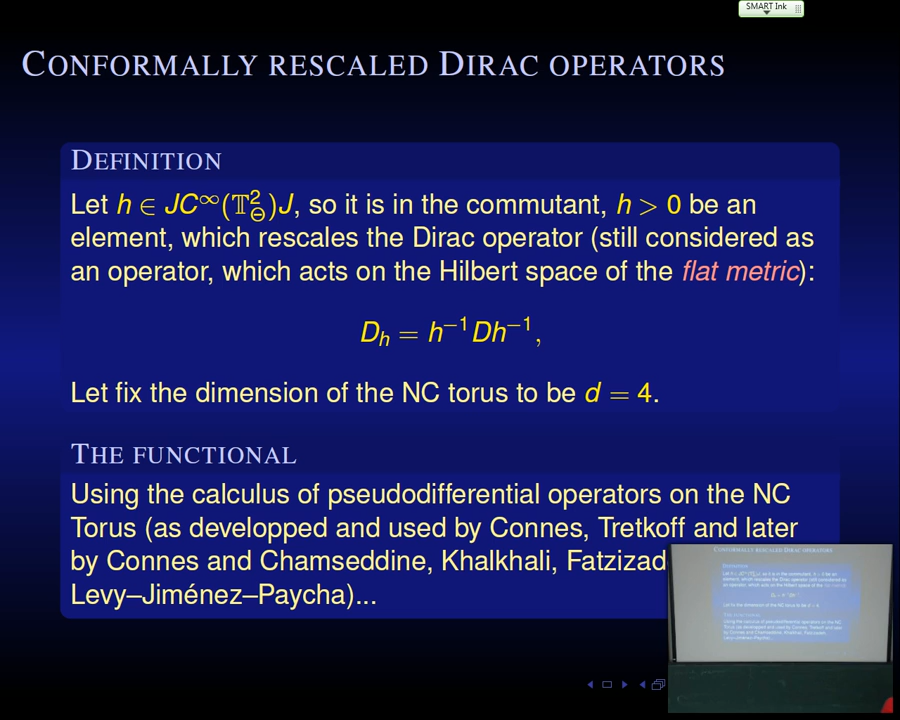 SMART Ink
CONFORMALLY RESCALED DIRAC OPERATORS
DEFINITION
Let h ∈ JC^∞(𝕋²_Θ)J, so it is in the commutant, h > 0 be an
element, which rescales the Dirac operator (still considered as
an operator, which acts on the Hilbert space of the flat metric):
D_h = h⁻¹Dh⁻¹,
Let fix the dimension of the NC torus to be d = 4.
THE FUNCTIONAL
Using the calculus of pseudodifferential operators on the NC
Torus (as developped and used by Connes, Tretkoff and later
by Connes and Chamseddine, Khalkhali,
Levy–Jiménez–Paycha)...